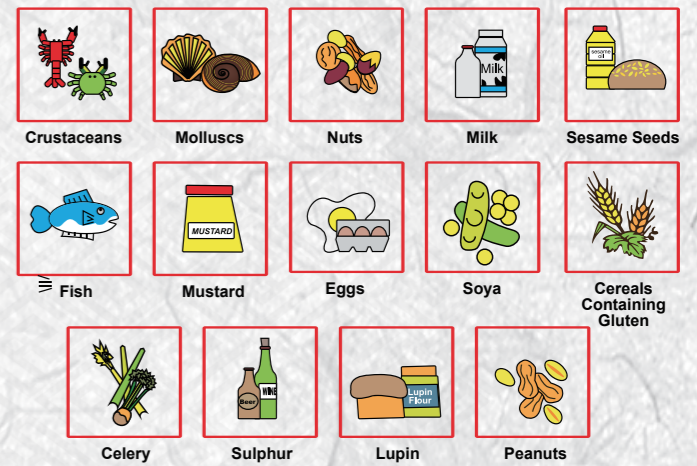 sesame
oil
Milk
Crustaceans
Molluscs
Nuts
Milk
Sesame Seeds
MUSTARD
Fish
Mustard
Eggs
Soya
Cereals
Containing
Gluten
Beer
WINE
Lupin
Flour
Celery
Sulphur
Lupin
Peanuts